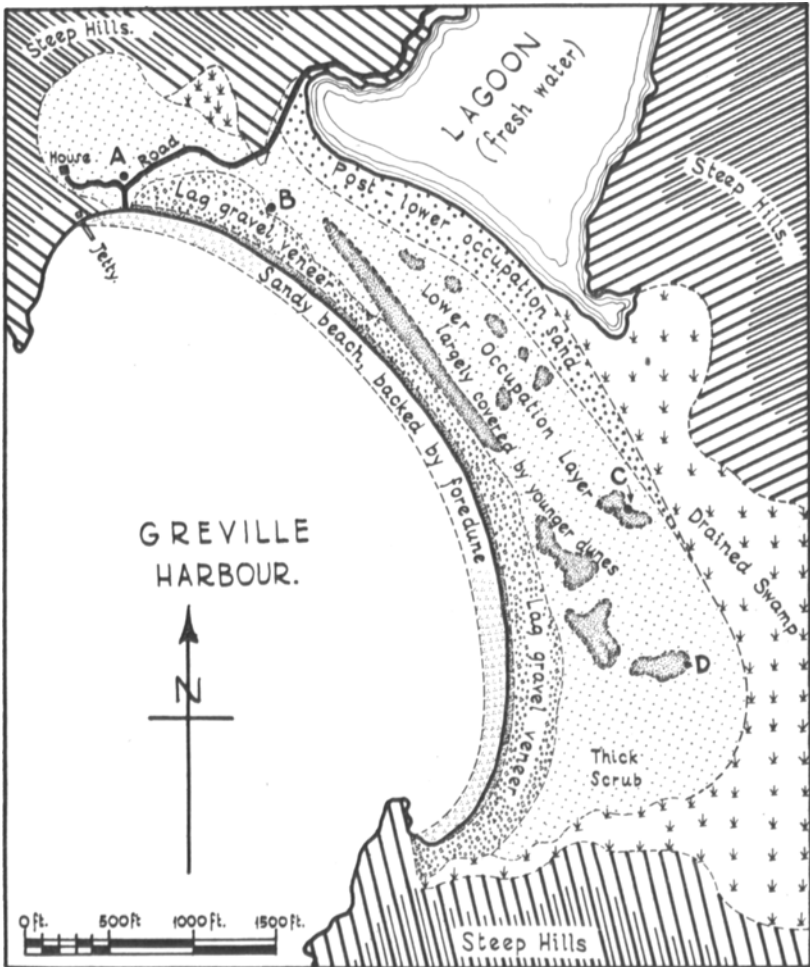 Steep Hills.
LAGOON
(fresh water)
House
A
Road
Jetty.
Lag gravel veneer
B
Post-lower occupation sand
Steep Hills.
Sandy beach, backed by foredune
Lower Occupation Layer
largely covered by younger dunes
C
Drained Swamp
GREVILLE
HARBOUR.
N
Lag gravel veneer
D
Thick
Scrub
0 ft. 500ft 1000 ft. 1500 ft.
Steep Hills